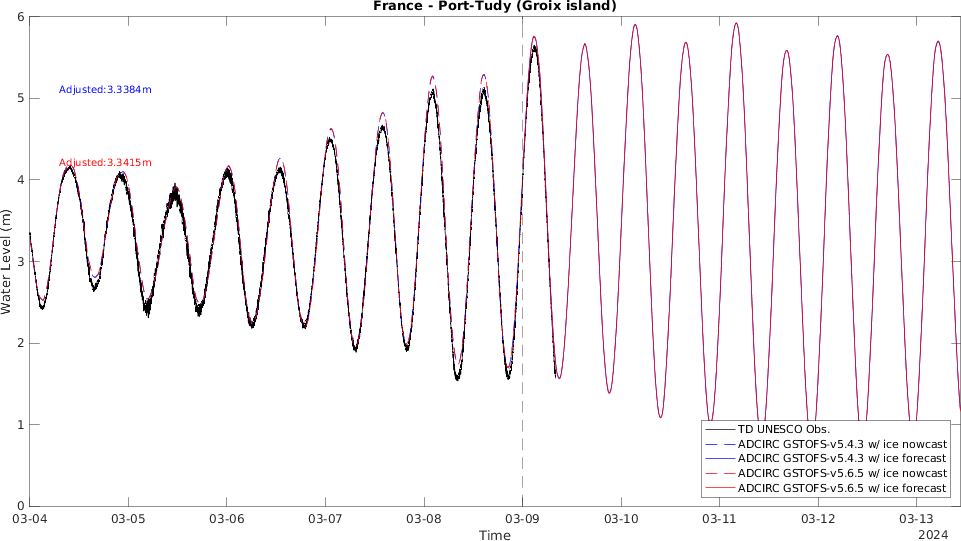 France - Port-Tudy (Groix island)
6
5
4
3
2
1
0
Water Level (m)
Adjusted:3.3384m
Adjusted:3.3415m
TD UNESCO Obs.
ADCIRC GSTOFS-v5.4.3 w/ ice nowcast
ADCIRC GSTOFS-v5.4.3 w/ ice forecast
ADCIRC GSTOFS-v5.6.5 w/ ice nowcast
ADCIRC GSTOFS-v5.6.5 w/ ice forecast
03-04 03-05 03-06 03-07 03-08 03-09 03-10 03-11 03-12 03-13
Time
2024